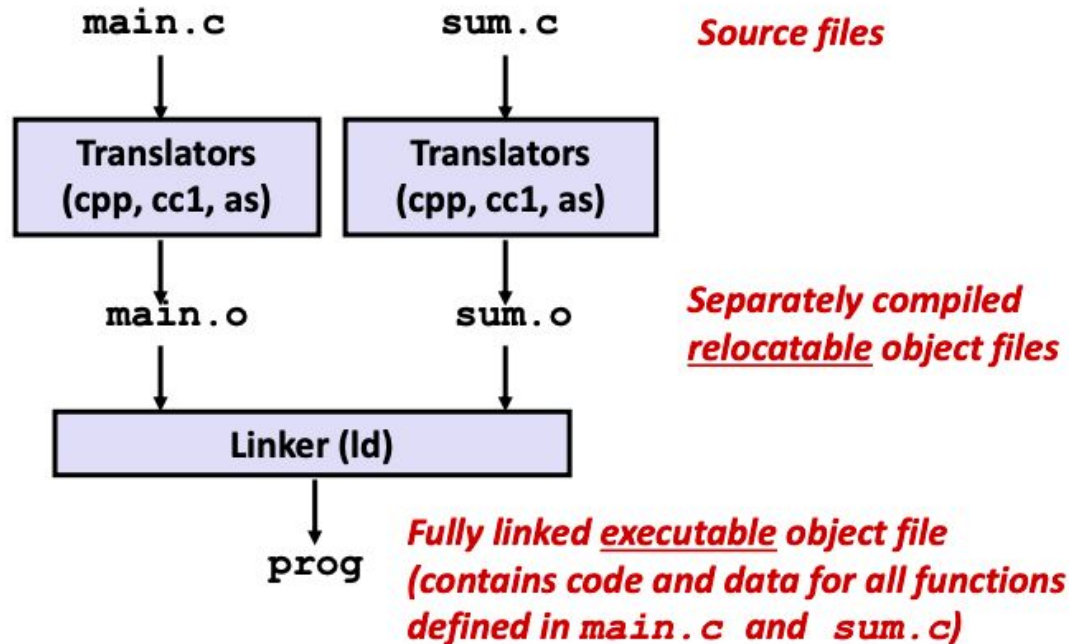 main.c
sum.c
Source files
Translators
(cpp, cc1, as)
Translators
(cpp, cc1, as)
main.o
sum.o
Separately compiled
relocatable object files
Linker (ld)
prog
Fully linked executable object file
(contains code and data for all functions
defined in main.c and sum.c)